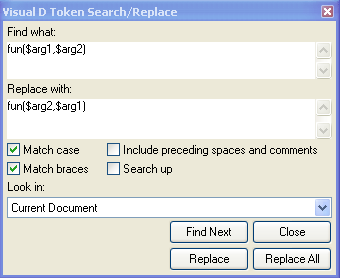 Visual D Token Search/Replace
Find what:
fun($arg1,$arg2)
Replace with:
fun($arg2,$arg1)
Match case Include preceding spaces and comments
Match braces Search up
Look in:
Current Document
Find Next Close
Replace Replace All